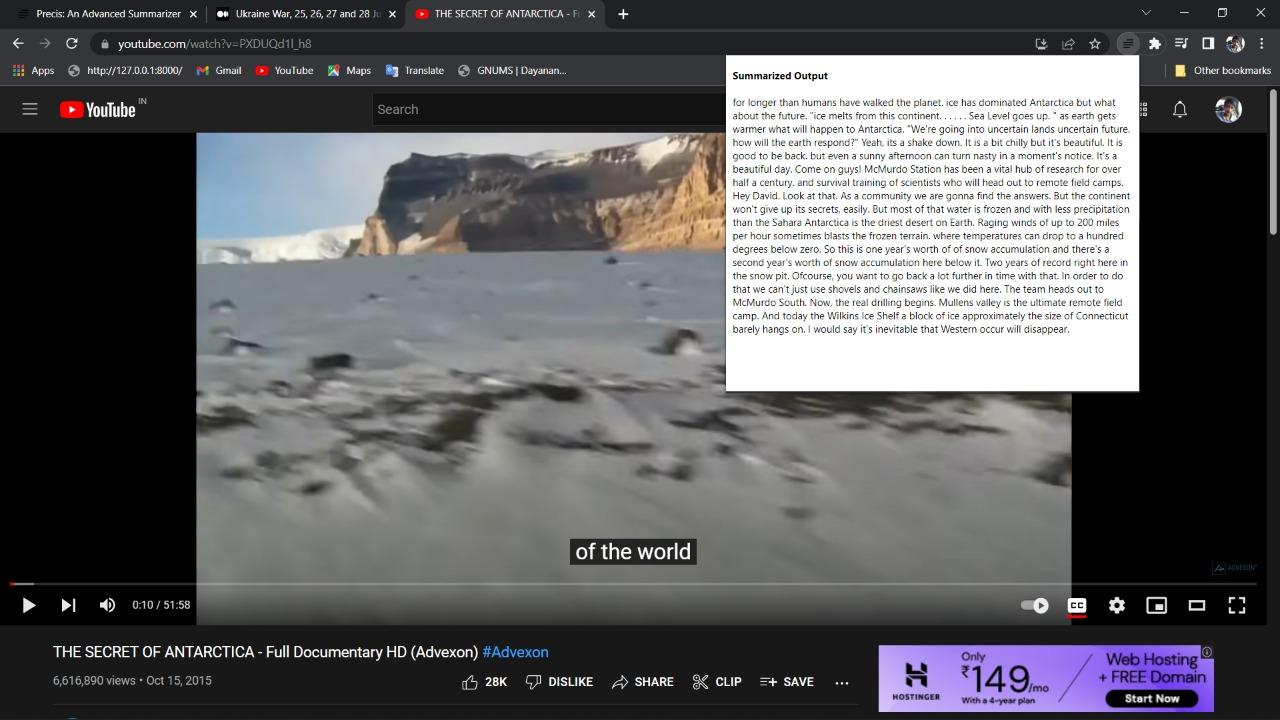 Precis: An Advanced Summarizer
Ukraine War, 25, 26, 27 and 28 Ju
THE SECRET OF ANTARCTICA - Fu
youtube.com/watch?v=PXDUQd1l_h8
Apps
http://127.0.0.1:8000/
Gmail
YouTube
Maps
Translate
GNUMS | Dayanan...
Other bookmarks
YouTube IN
Search
Summarized Output
for longer than humans have walked the planet. ice has dominated Antarctica but what
about the future. "ice melts from this continent. . . . . . Sea Level goes up. " as earth gets
warmer what will happen to Antarctica. "We're going into uncertain lands uncertain future.
how will the earth respond?" Yeah, its a shake down. It is a bit chilly but it's beautiful. It is
good to be back. but even a sunny afternoon can turn nasty in a moment's notice. It's a
beautiful day. Come on guys! McMurdo Station has been a vital hub of research for over
half a century. and survival training of scientists who will head out to remote field camps.
Hey David. Look at that. As a community we are gonna find the answers. But the continent
won't give up its secrets, easily. But most of that water is frozen and with less precipitation
than the Sahara Antarctica is the driest desert on Earth. Raging winds of up to 200 miles
per hour sometimes blasts the frozen terrain. where temperatures can drop to a hundred
degrees below zero. So this is one year's worth of of snow accumulation and there's a
second year's worth of snow accumulation here below it. Two years of record right here in
the snow pit. Ofcourse, you want to go back a lot further in time with that. In order to do
that we can't just use shovels and chainsaws like we did here. The team heads out to
McMurdo South. Now, the real drilling begins. Mullens valley is the ultimate remote field
camp. And today the Wilkins Ice Shelf a block of ice approximately the size of Connecticut
barely hangs on. I would say it's inevitable that Western occur will disappear.
of the world
ADVEXON
0:10 / 51:58
CC
THE SECRET OF ANTARCTICA - Full Documentary HD (Advexon) #Advexon
6,616,890 views • Oct 15, 2015
28K
DISLIKE
SHARE
CLIP
SAVE
HOSTINGER
Only
₹149/mo
With a 4-year plan
Web Hosting
+ FREE Domain
Start Now